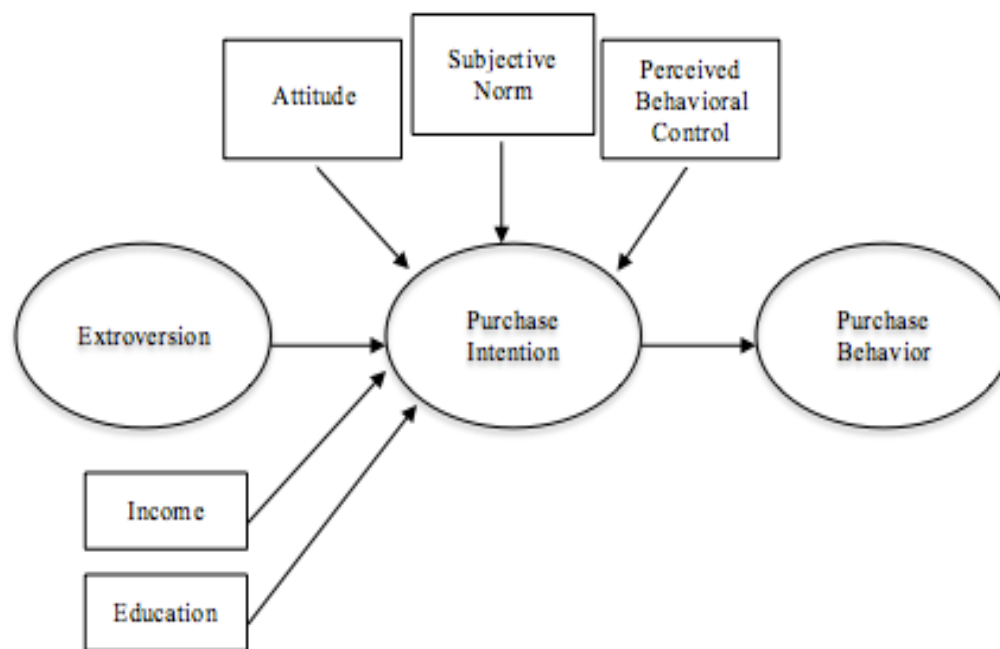 Attitude
Subjective
Norm
Perceived
Behavioral
Control
Extroversion
Purchase
Intention
Purchase
Behavior
Income
Education